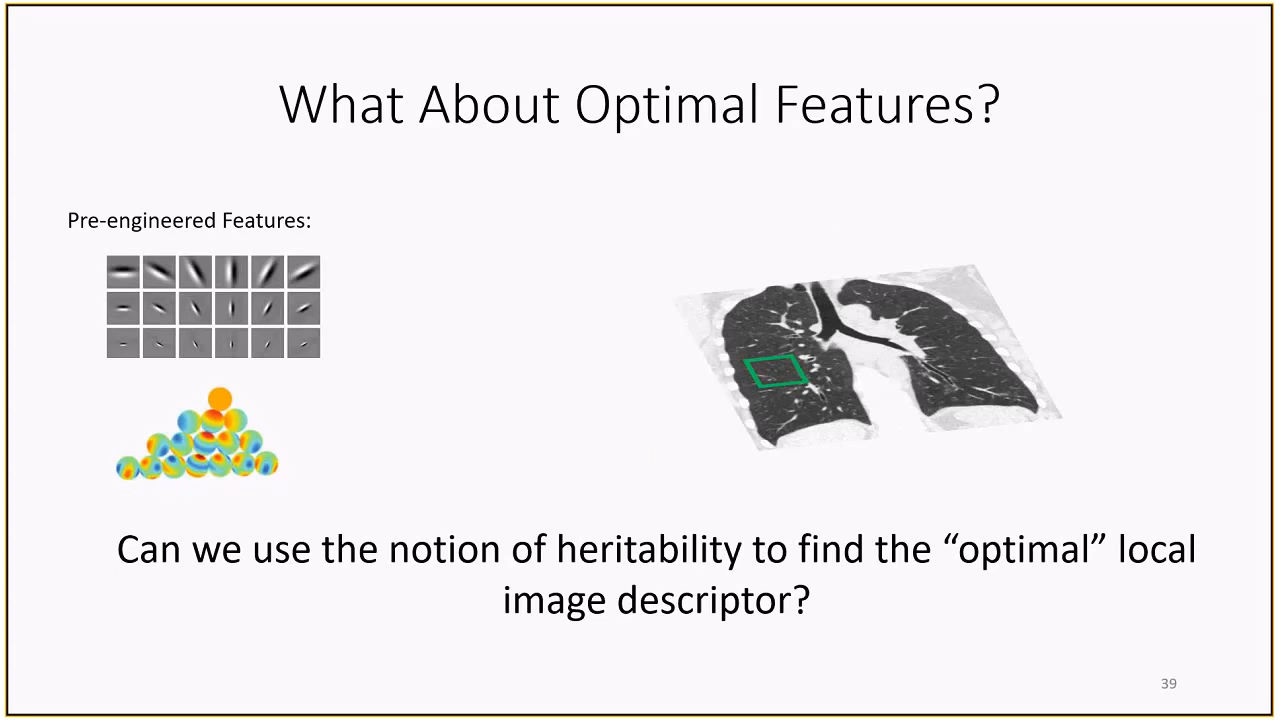 What About Optimal Features?
Pre-engineered Features:
Can we use the notion of heritability to find the “optimal” local
image descriptor?
39